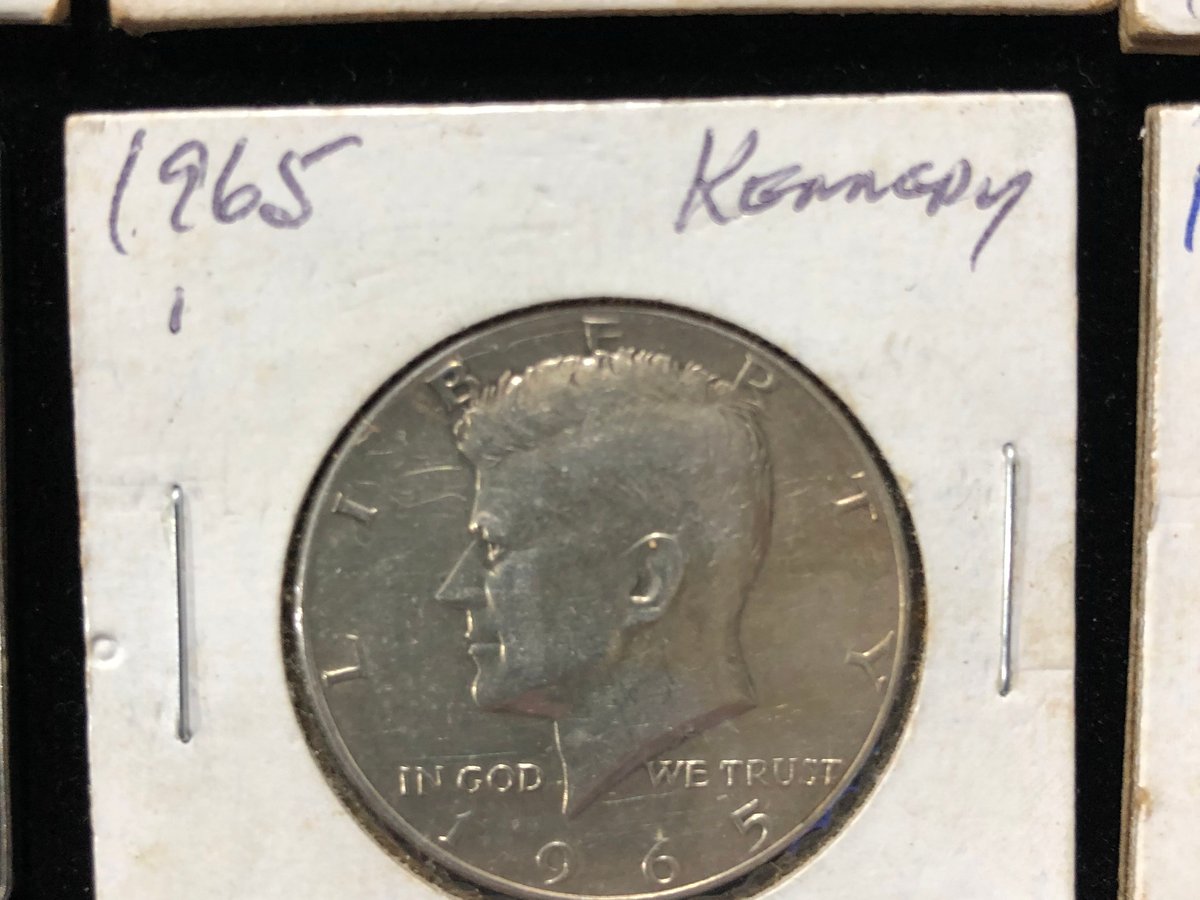 1965 Kennedy
LIBERTY
IN GOD WE TRUST
1965